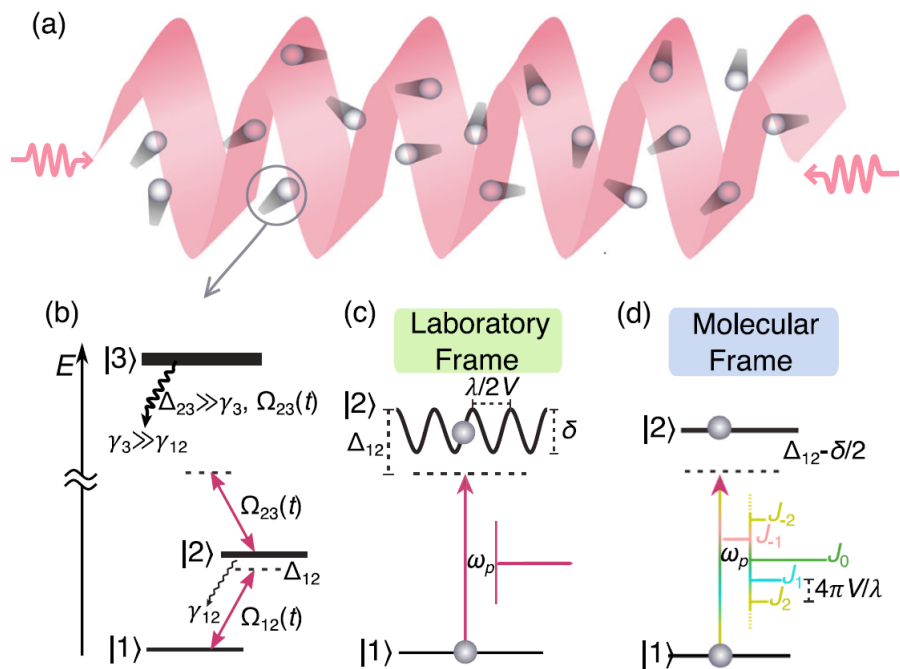 (a)
(b)
E
|3⟩
Δ₂₃≫γ₃, Ω₂₃(t)
γ₃≫γ₁₂
Ω₂₃(t)
|2⟩
Δ₁₂
γ₁₂
Ω₁₂(t)
|1⟩
(c)
Laboratory
Frame
λ/2V
|2⟩
Δ₁₂
δ
ωₚ
|1⟩
(d)
Molecular
Frame
|2⟩
Δ₁₂-δ/2
J₋₂
J₋₁
ωₚ
J₀
J₁
4πV/λ
J₂
|1⟩